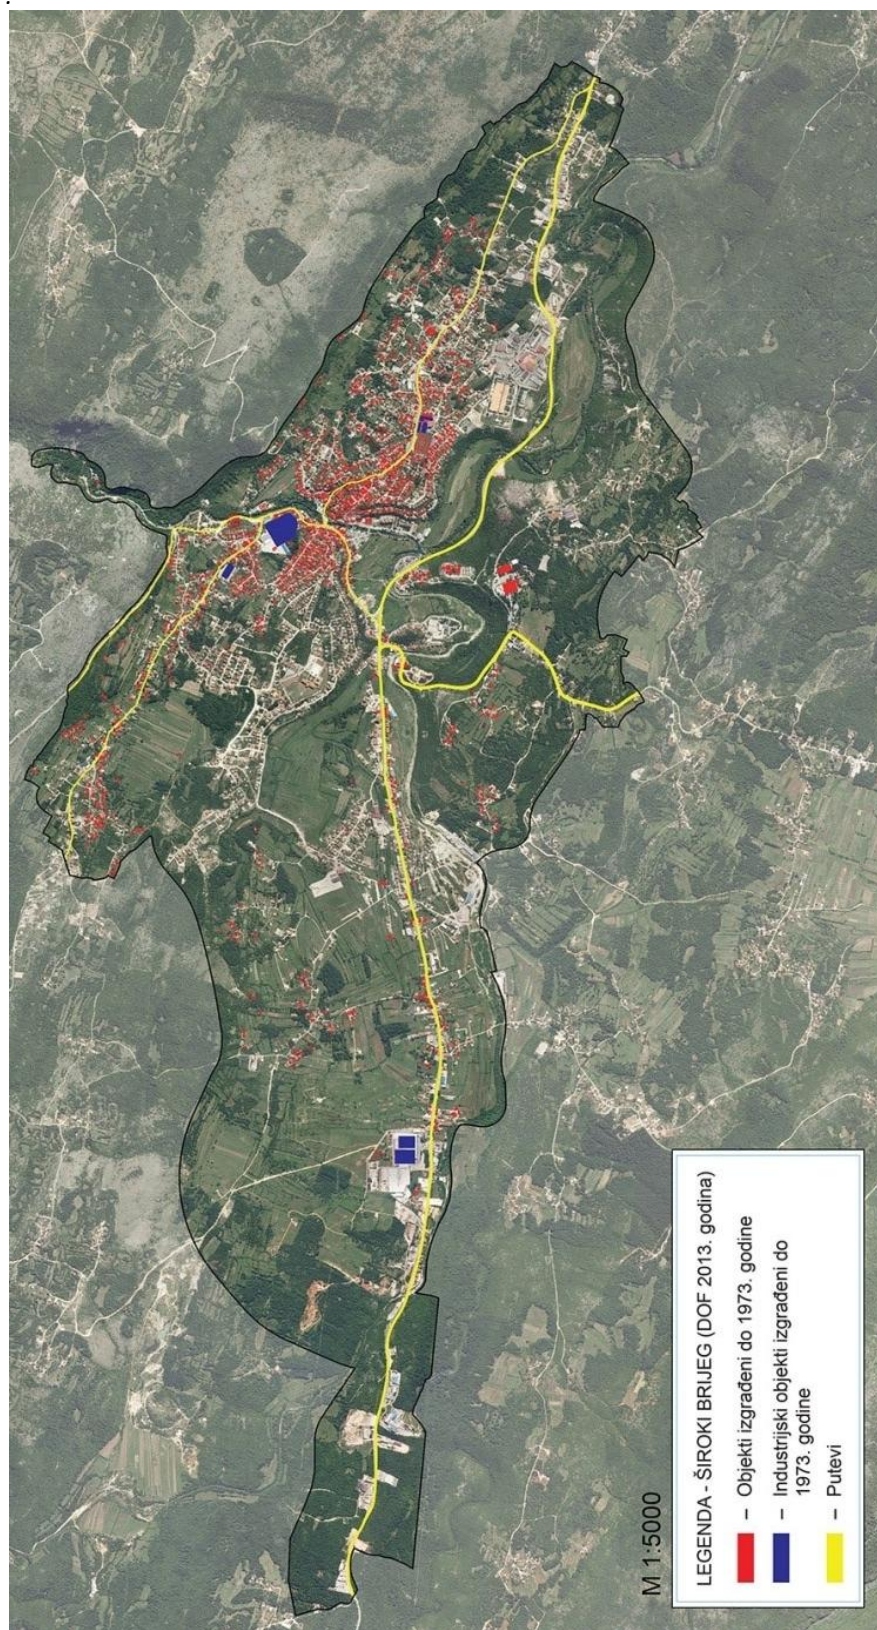 M 1:5000
LEGENDA - ŠIROKI BRIJEG (DOF 2013. godina)
– Objekti izgrađeni do 1973. godine
– Industrijski objekti izgrađeni do
1973. godine
– Putevi